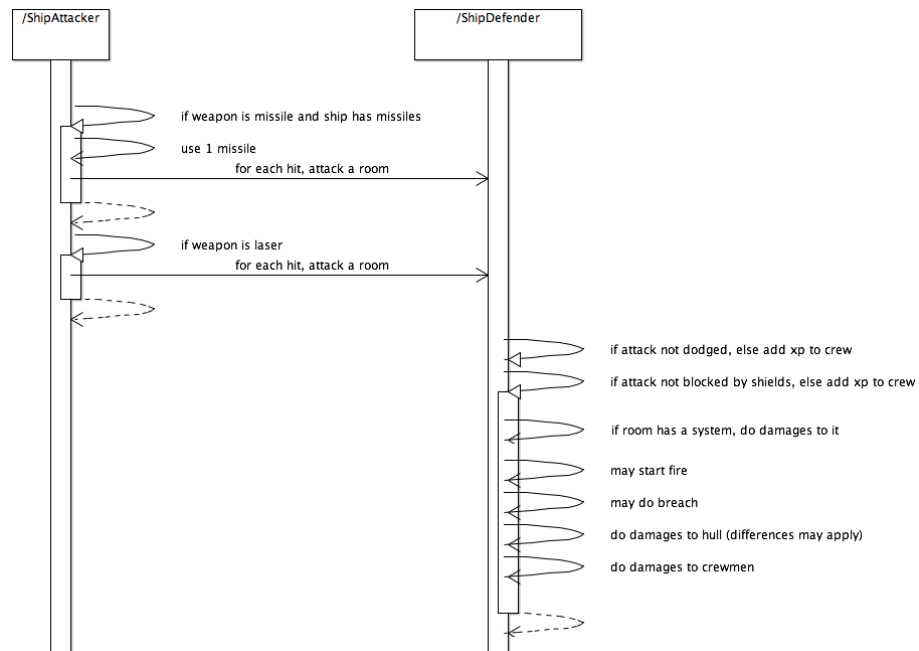 /ShipAttacker
/ShipDefender
if weapon is missile and ship has missiles
use 1 missile
for each hit, attack a room
if weapon is laser
for each hit, attack a room
if attack not dodged, else add xp to crew
if attack not blocked by shields, else add xp to crew
if room has a system, do damages to it
may start fire
may do breach
do damages to hull (differences may apply)
do damages to crewmen